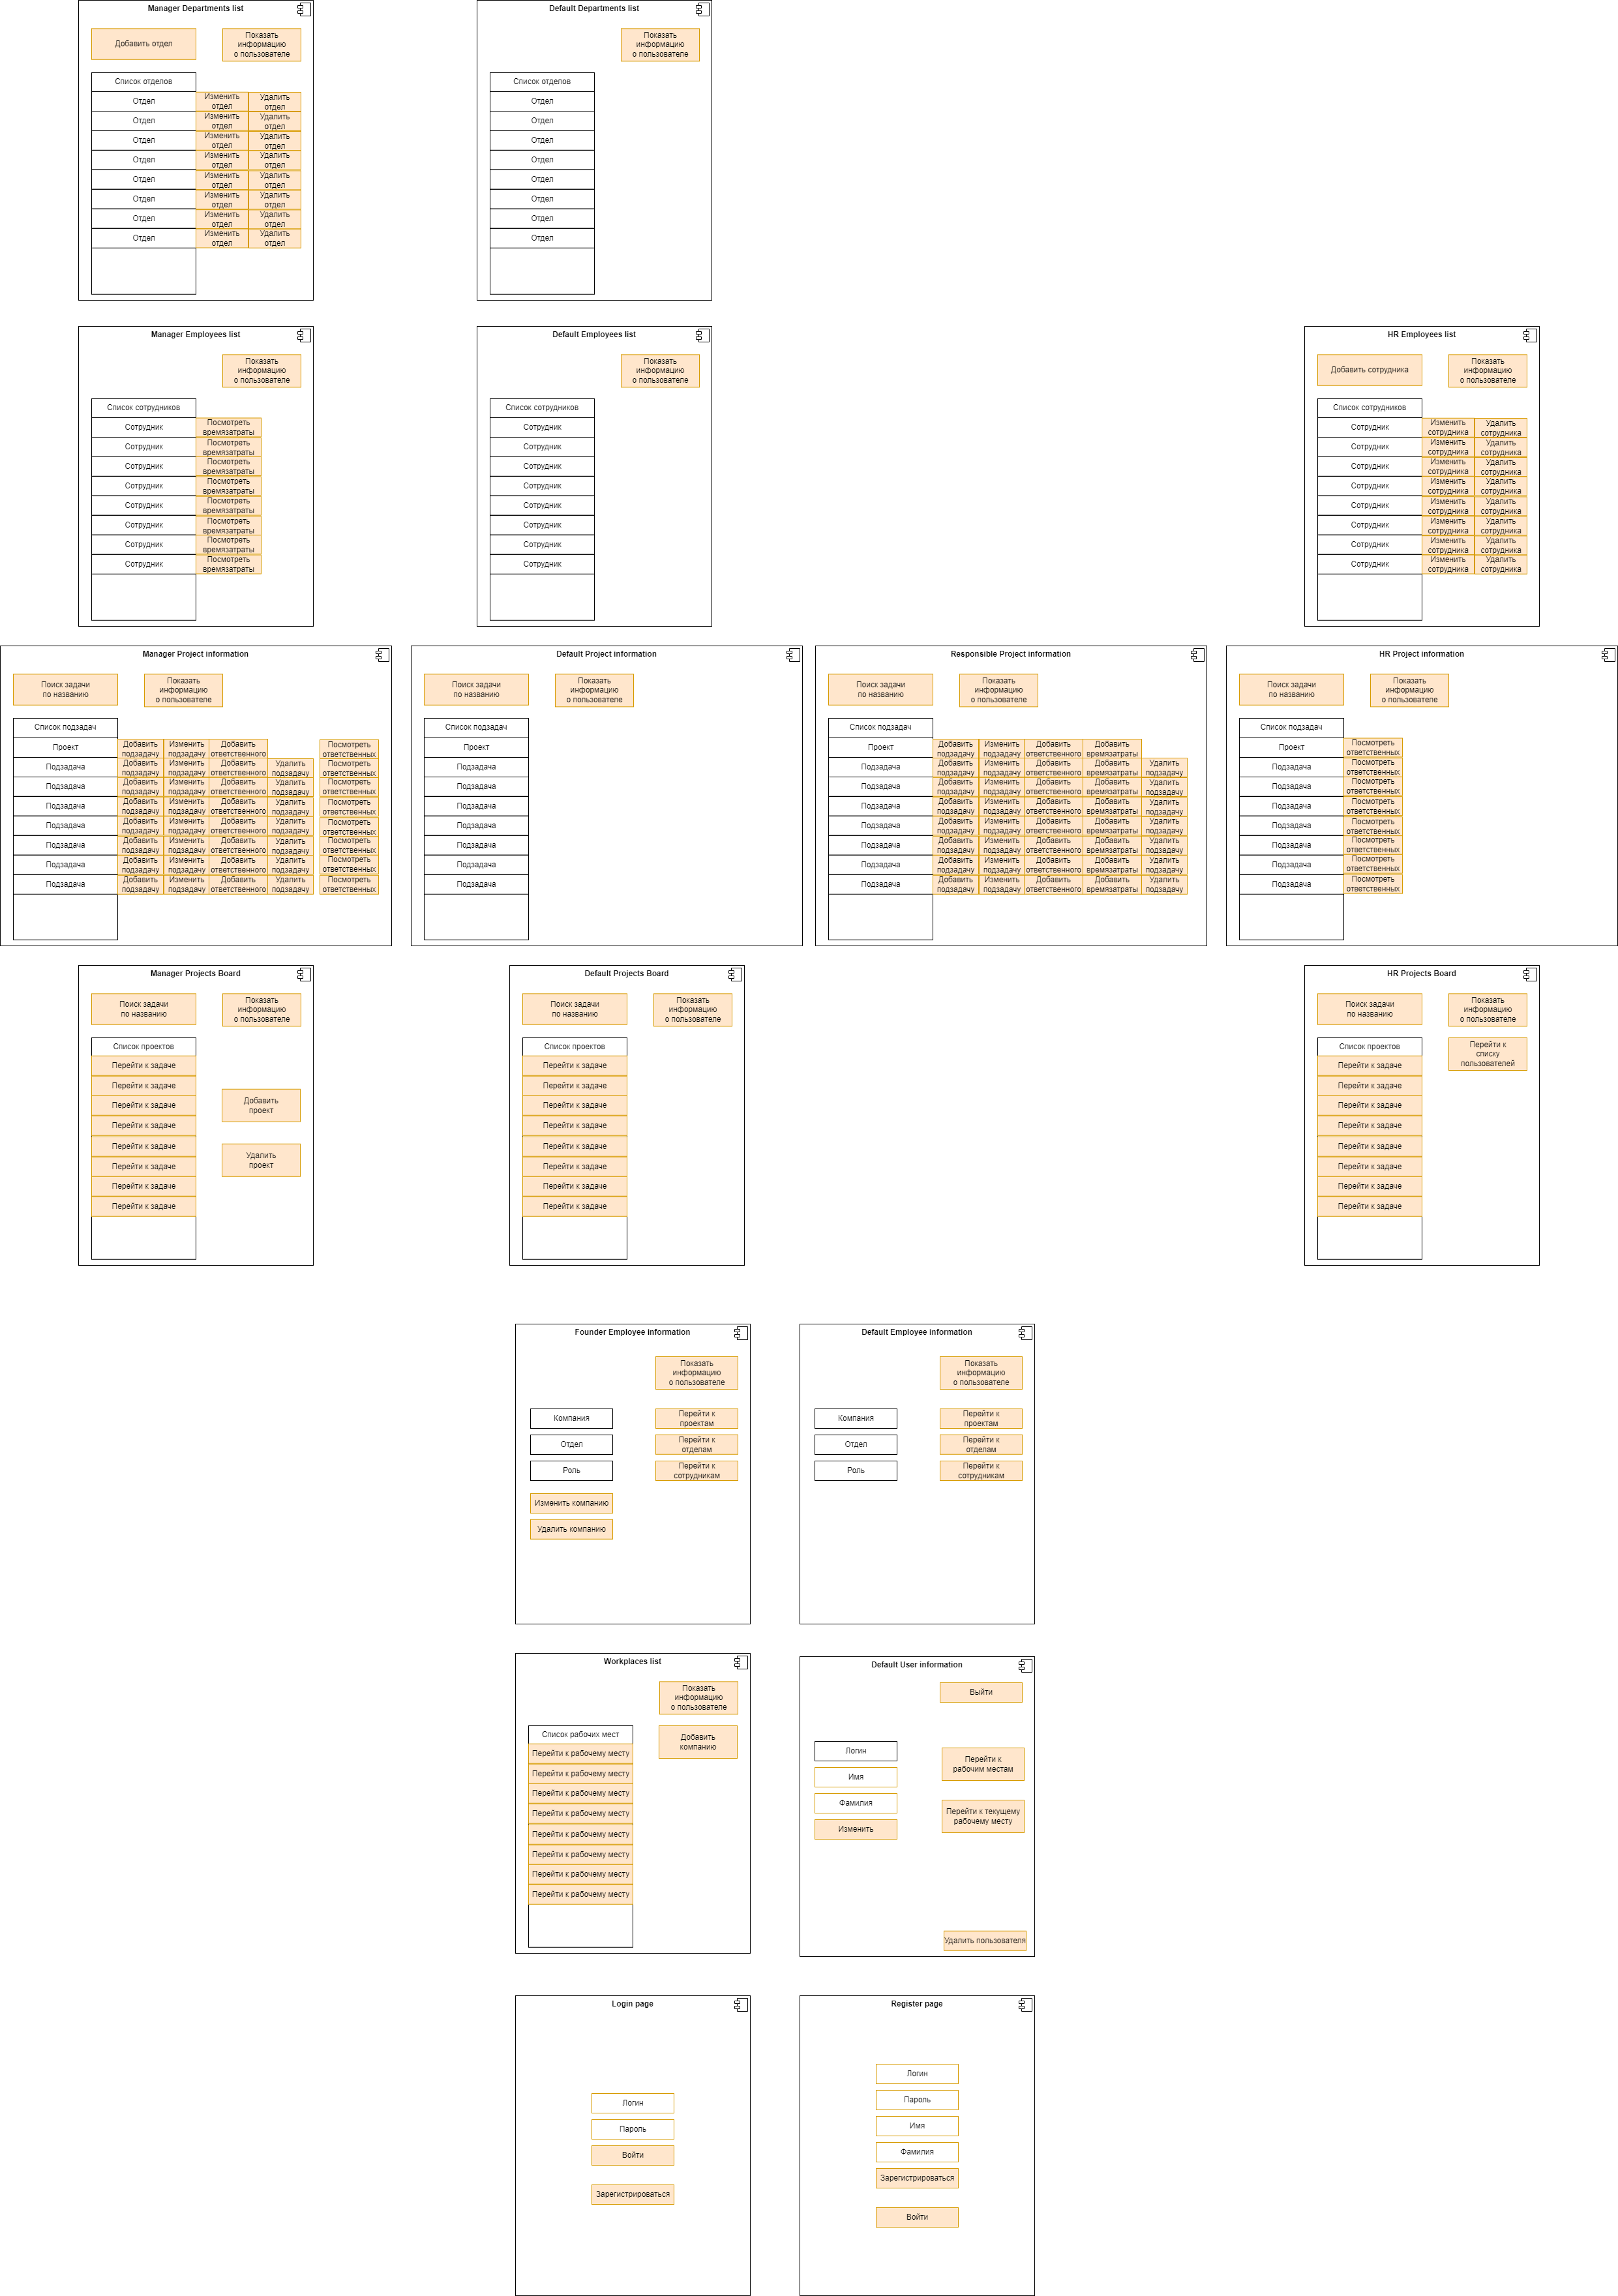 Manager Departments list
Добавить отдел
Показать
информацию
о пользователе
Список отделов
Отдел
Изменить
отдел
Удалить
отдел
Отдел
Изменить
отдел
Удалить
отдел
Отдел
Изменить
отдел
Удалить
отдел
Отдел
Изменить
отдел
Удалить
отдел
Отдел
Изменить
отдел
Удалить
отдел
Отдел
Изменить
отдел
Удалить
отдел
Отдел
Изменить
отдел
Удалить
отдел
Отдел
Изменить
отдел
Удалить
отдел
Default Departments list
Показать
информацию
о пользователе
Список отделов
Отдел
Отдел
Отдел
Отдел
Отдел
Отдел
Отдел
Отдел
Manager Employees list
Показать
информацию
о пользователе
Список сотрудников
Сотрудник
Посмотреть
времязатраты
Сотрудник
Посмотреть
времязатраты
Сотрудник
Посмотреть
времязатраты
Сотрудник
Посмотреть
времязатраты
Сотрудник
Посмотреть
времязатраты
Сотрудник
Посмотреть
времязатраты
Сотрудник
Посмотреть
времязатраты
Сотрудник
Посмотреть
времязатраты
Default Employees list
Показать
информацию
о пользователе
Список сотрудников
Сотрудник
Сотрудник
Сотрудник
Сотрудник
Сотрудник
Сотрудник
Сотрудник
Сотрудник
HR Employees list
Добавить сотрудника
Показать
информацию
о пользователе
Список сотрудников
Сотрудник
Изменить
сотрудника
Удалить
сотрудника
Сотрудник
Изменить
сотрудника
Удалить
сотрудника
Сотрудник
Изменить
сотрудника
Удалить
сотрудника
Сотрудник
Изменить
сотрудника
Удалить
сотрудника
Сотрудник
Изменить
сотрудника
Удалить
сотрудника
Сотрудник
Изменить
сотрудника
Удалить
сотрудника
Сотрудник
Изменить
сотрудника
Удалить
сотрудника
Сотрудник
Изменить
сотрудника
Удалить
сотрудника
Manager Project information
Поиск задачи
по названию
Показать
информацию
о пользователе
Список подзадач
Проект
Добавить
подзадачу
Изменить
подзадачу
Добавить
ответственного
Посмотреть
ответственных
Подзадача
Добавить
подзадачу
Изменить
подзадачу
Добавить
ответственного
Удалить
подзадачу
Посмотреть
ответственных
Подзадача
Добавить
подзадачу
Изменить
подзадачу
Добавить
ответственного
Удалить
подзадачу
Посмотреть
ответственных
Подзадача
Добавить
подзадачу
Изменить
подзадачу
Добавить
ответственного
Удалить
подзадачу
Посмотреть
ответственных
Подзадача
Добавить
подзадачу
Изменить
подзадачу
Добавить
ответственного
Удалить
подзадачу
Посмотреть
ответственных
Подзадача
Добавить
подзадачу
Изменить
подзадачу
Добавить
ответственного
Удалить
подзадачу
Посмотреть
ответственных
Подзадача
Добавить
подзадачу
Изменить
подзадачу
Добавить
ответственного
Удалить
подзадачу
Посмотреть
ответственных
Подзадача
Добавить
подзадачу
Изменить
подзадачу
Добавить
ответственного
Удалить
подзадачу
Посмотреть
ответственных
Default Project information
Поиск задачи
по названию
Показать
информацию
о пользователе
Список подзадач
Проект
Подзадача
Подзадача
Подзадача
Подзадача
Подзадача
Подзадача
Подзадача
Responsible Project information
Поиск задачи
по названию
Показать
информацию
о пользователе
Список подзадач
Проект
Добавить
подзадачу
Изменить
подзадачу
Добавить
ответственного
Добавить
времязатраты
Подзадача
Добавить
подзадачу
Изменить
подзадачу
Добавить
ответственного
Добавить
времязатраты
Удалить
подзадачу
Подзадача
Добавить
подзадачу
Изменить
подзадачу
Добавить
ответственного
Добавить
времязатраты
Удалить
подзадачу
Подзадача
Добавить
подзадачу
Изменить
подзадачу
Добавить
ответственного
Добавить
времязатраты
Удалить
подзадачу
Подзадача
Добавить
подзадачу
Изменить
подзадачу
Добавить
ответственного
Добавить
времязатраты
Удалить
подзадачу
Подзадача
Добавить
подзадачу
Изменить
подзадачу
Добавить
ответственного
Добавить
времязатраты
Удалить
подзадачу
Подзадача
Добавить
подзадачу
Изменить
подзадачу
Добавить
ответственного
Добавить
времязатраты
Удалить
подзадачу
Подзадача
Добавить
подзадачу
Изменить
подзадачу
Добавить
ответственного
Добавить
времязатраты
Удалить
подзадачу
HR Project information
Поиск задачи
по названию
Показать
информацию
о пользователе
Список подзадач
Проект
Посмотреть
ответственных
Подзадача
Посмотреть
ответственных
Подзадача
Посмотреть
ответственных
Подзадача
Посмотреть
ответственных
Подзадача
Посмотреть
ответственных
Подзадача
Посмотреть
ответственных
Подзадача
Посмотреть
ответственных
Подзадача
Посмотреть
ответственных
Manager Projects Board
Поиск задачи
по названию
Показать
информацию
о пользователе
Список проектов
Перейти к задаче
Перейти к задаче
Перейти к задаче
Перейти к задаче
Перейти к задаче
Перейти к задаче
Перейти к задаче
Перейти к задаче
Добавить
проект
Удалить
проект
Default Projects Board
Поиск задачи
по названию
Показать
информацию
о пользователе
Список проектов
Перейти к задаче
Перейти к задаче
Перейти к задаче
Перейти к задаче
Перейти к задаче
Перейти к задаче
Перейти к задаче
Перейти к задаче
HR Projects Board
Поиск задачи
по названию
Показать
информацию
о пользователе
Список проектов
Перейти к
списку
пользователей
Перейти к задаче
Перейти к задаче
Перейти к задаче
Перейти к задаче
Перейти к задаче
Перейти к задаче
Перейти к задаче
Перейти к задаче
Founder Employee information
Показать
информацию
о пользователе
Компания
Перейти к
проектам
Отдел
Перейти к
отделам
Роль
Перейти к
сотрудникам
Изменить компанию
Удалить компанию
Default Employee information
Показать
информацию
о пользователе
Компания
Перейти к
проектам
Отдел
Перейти к
отделам
Роль
Перейти к
сотрудникам
Workplaces list
Показать
информацию
о пользователе
Список рабочих мест
Добавить
компанию
Перейти к рабочему месту
Перейти к рабочему месту
Перейти к рабочему месту
Перейти к рабочему месту
Перейти к рабочему месту
Перейти к рабочему месту
Перейти к рабочему месту
Перейти к рабочему месту
Default User information
Выйти
Логин
Имя
Фамилия
Изменить
Перейти к
рабочим местам
Перейти к текущему
рабочему месту
Удалить пользователя
Login page
Логин
Пароль
Войти
Зарегистрироваться
Register page
Логин
Пароль
Имя
Фамилия
Зарегистрироваться
Войти